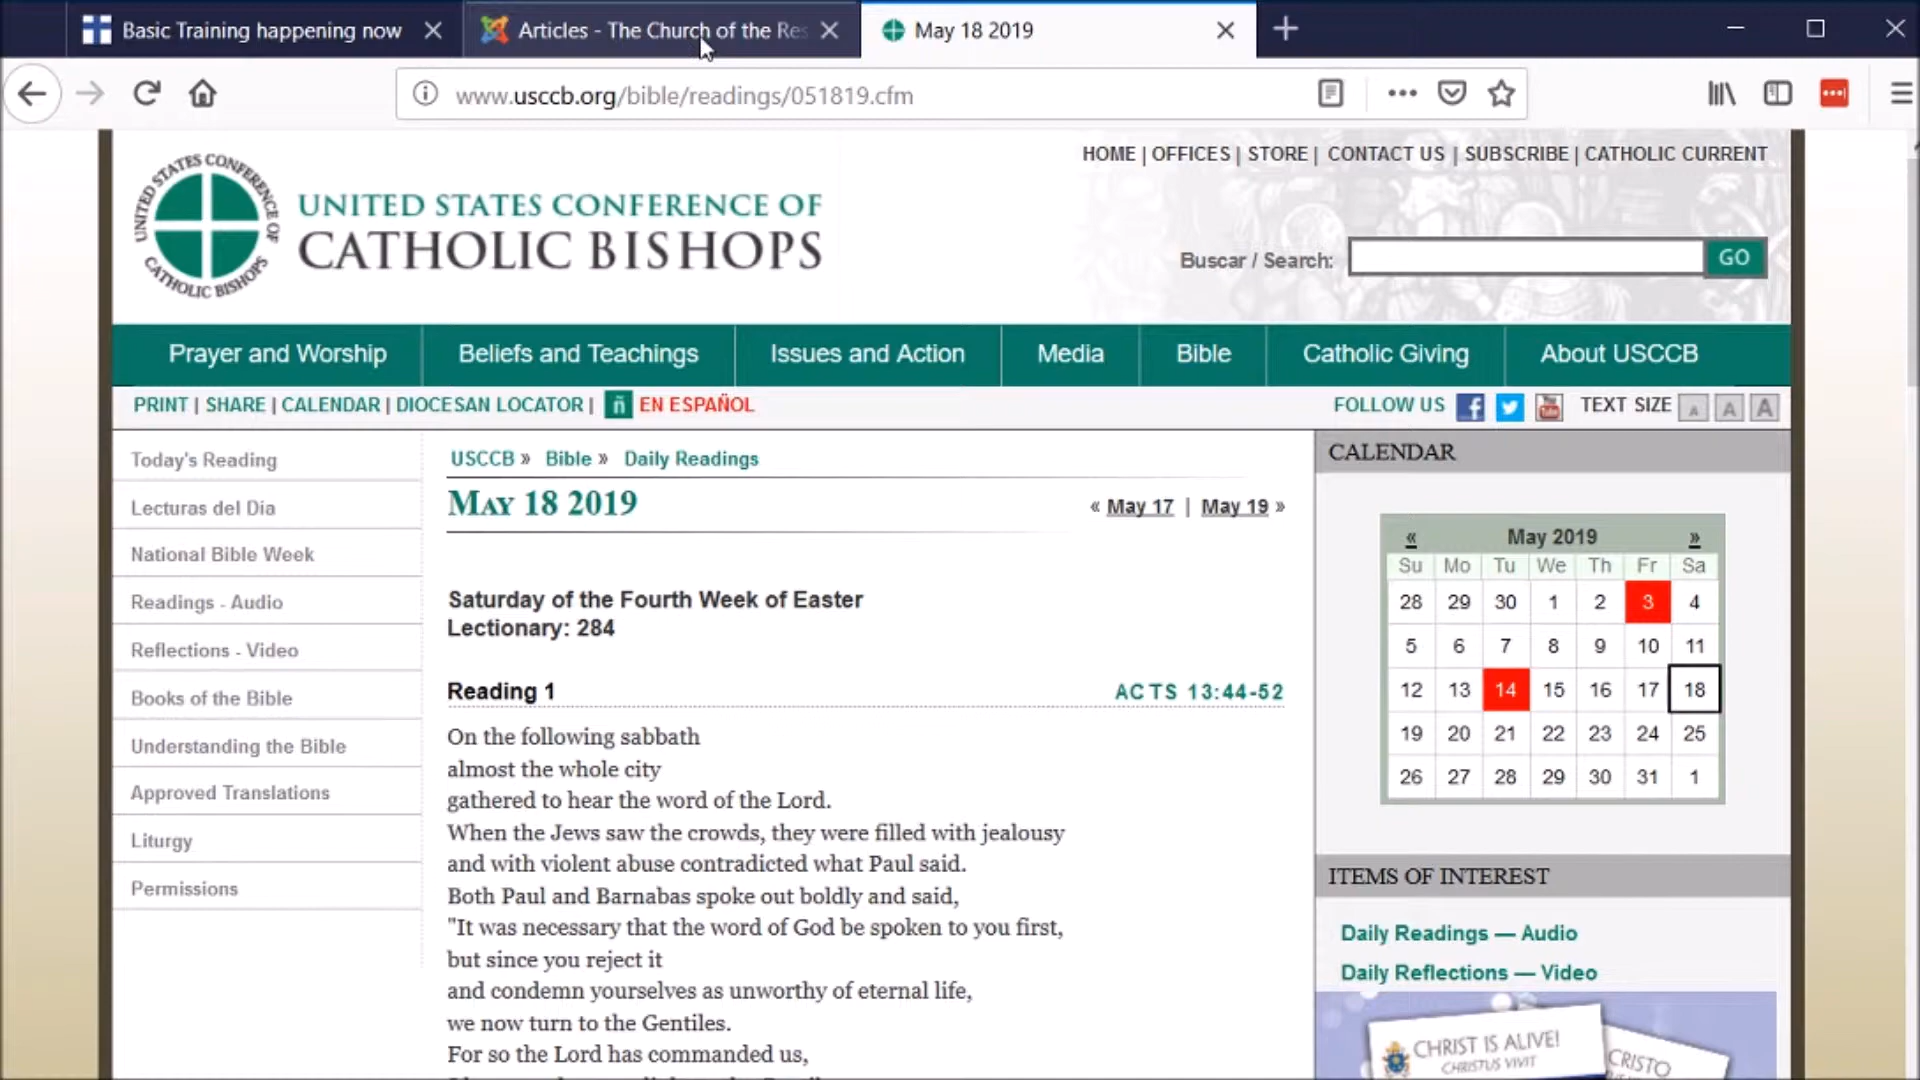 Basic Training happening now
Articles - The Church of the Res
May 18 2019
www.usccb.org/bible/readings/051819.cfm
HOME | OFFICES | STORE | CONTACT US | SUBSCRIBE | CATHOLIC CURRENT
UNITED STATES CONFERENCE OF CATHOLIC BISHOPS
UNITED STATES CONFERENCE OF
CATHOLIC BISHOPS
Buscar / Search:
GO
Prayer and Worship
Beliefs and Teachings
Issues and Action
Media
Bible
Catholic Giving
About USCCB
PRINT | SHARE | CALENDAR | DIOCESAN LOCATOR | ñ EN ESPAÑOL
FOLLOW US
TEXT SIZE A A A
Today's Reading
Lecturas del Día
National Bible Week
Readings - Audio
Reflections - Video
Books of the Bible
Understanding the Bible
Approved Translations
Liturgy
Permissions
USCCB » Bible » Daily Readings
MAY 18 2019
« May 17 | May 19 »
Saturday of the Fourth Week of Easter
Lectionary: 284
Reading 1
ACTS 13:44-52
On the following sabbath
almost the whole city
gathered to hear the word of the Lord.
When the Jews saw the crowds, they were filled with jealousy
and with violent abuse contradicted what Paul said.
Both Paul and Barnabas spoke out boldly and said,
"It was necessary that the word of God be spoken to you first,
but since you reject it
and condemn yourselves as unworthy of eternal life,
we now turn to the Gentiles.
For so the Lord has commanded us,
CALENDAR
« May 2019 »
Su Mo Tu We Th Fr Sa
28 29 30 1 2 3 4
5 6 7 8 9 10 11
12 13 14 15 16 17 18
19 20 21 22 23 24 25
26 27 28 29 30 31 1
ITEMS OF INTEREST
Daily Readings — Audio
Daily Reflections — Video
CHRIST IS ALIVE!
CHRISTUS VIVIT
CRISTO